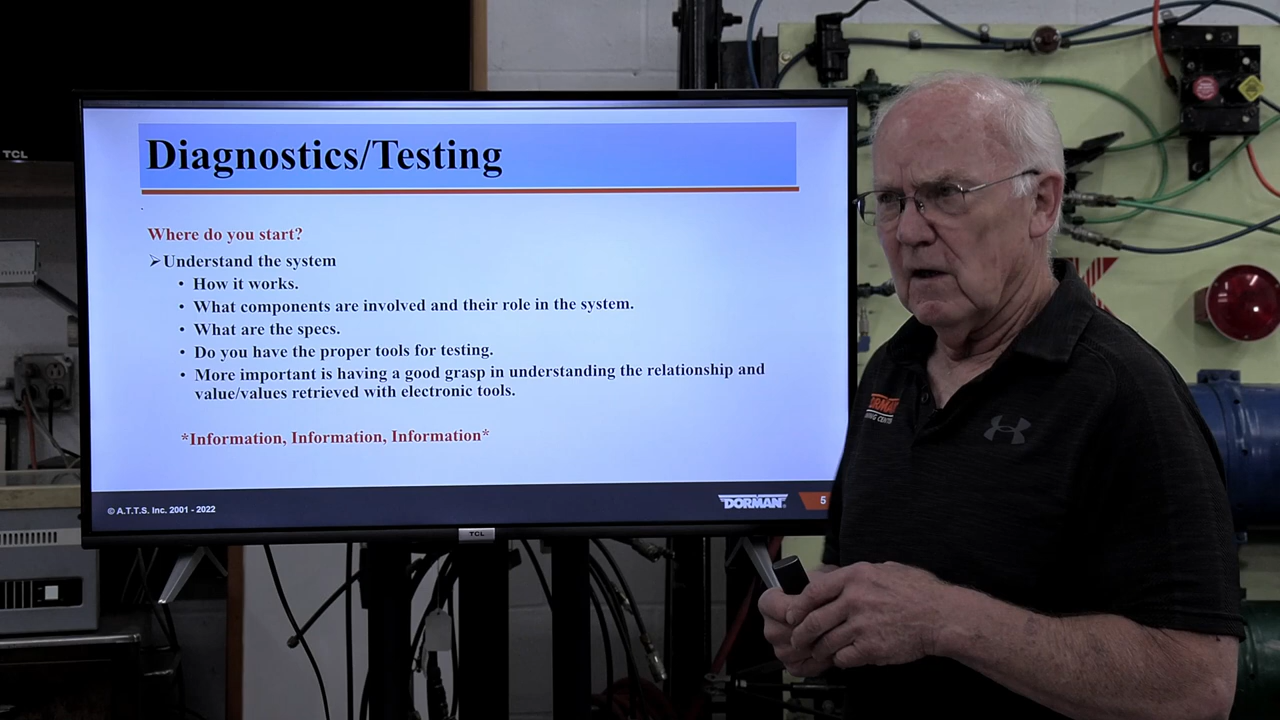 TCL
Diagnostics/Testing
Where do you start?
➢Understand the system
• How it works.
• What components are involved and their role in the system.
• What are the specs.
• Do you have the proper tools for testing.
• More important is having a good grasp in understanding the relationship and
value/values retrieved with electronic tools.
*Information, Information, Information*
© A.T.T.S. Inc. 2001 - 2022
DORMAN
5
TCL